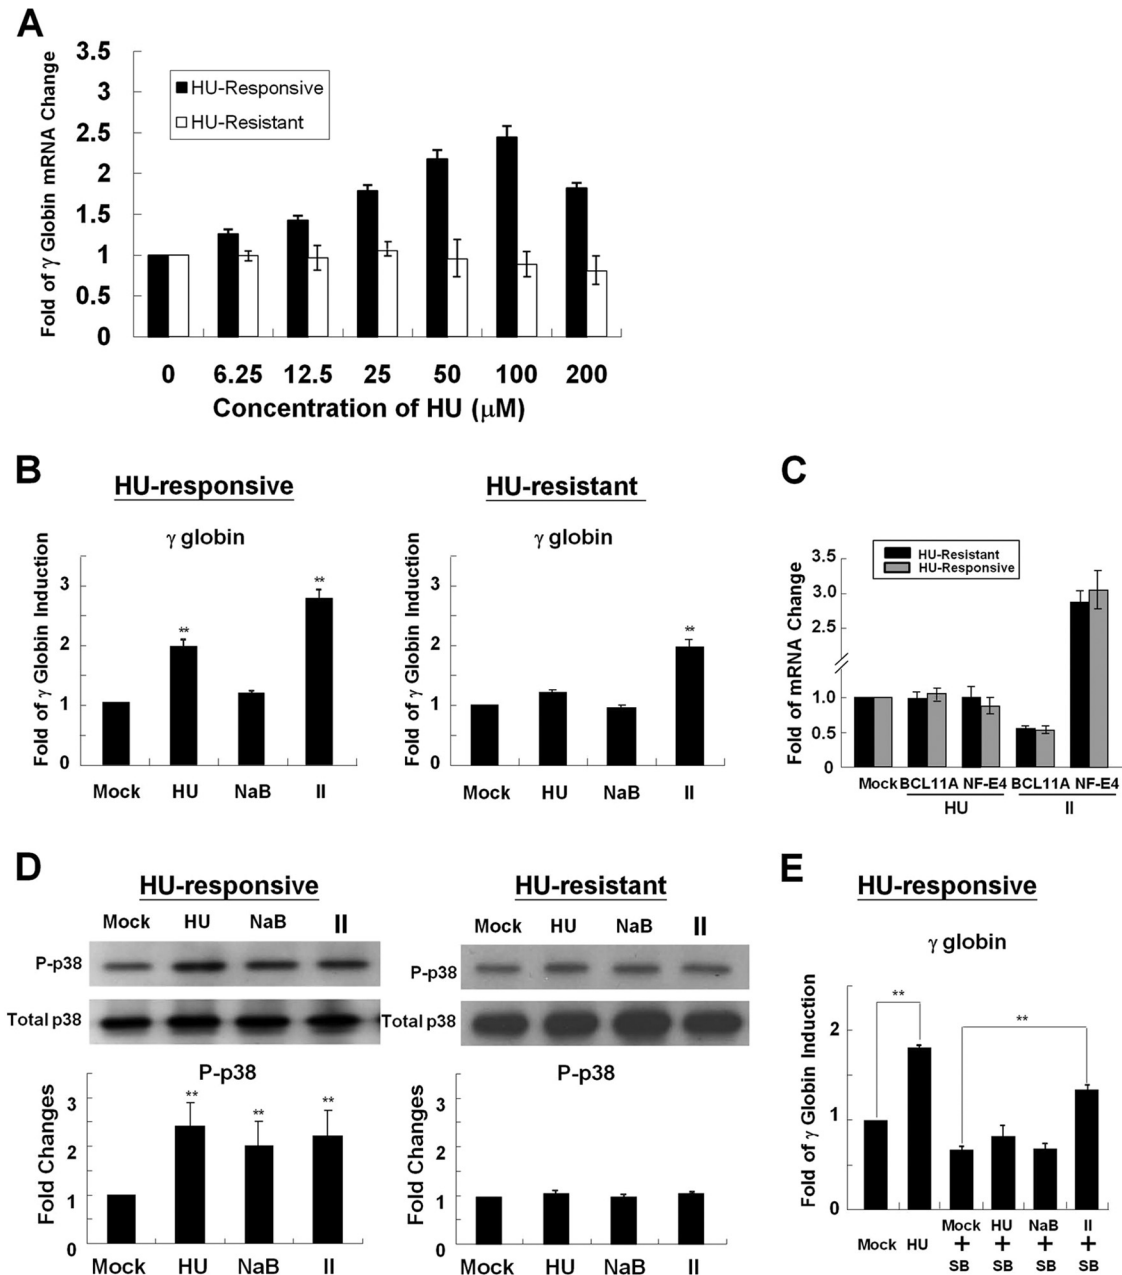 A
Fold of γ Globin mRNA Change
3.5
3
2.5
2
1.5
1
0.5
0
HU-Responsive
HU-Resistant
0 6.25 12.5 25 50 100 200
Concentration of HU (μM)
B
HU-responsive
γ globin
Fold of γ Globin Induction
3
2
1
0
** **
Mock HU NaB II
HU-resistant
γ globin
Fold of γ Globin Induction
3
2
1
0
**
Mock HU NaB II
C
HU-Resistant
HU-Responsive
Fold of mRNA Change
3.5
3.0
2.5
1.0
0.5
0
Mock BCL11A NF-E4 BCL11A NF-E4
HU II
D
HU-responsive
Mock HU NaB II
P-p38
Total p38
P-p38
Fold Changes
3
2
1
0
** ** **
Mock HU NaB II
HU-resistant
Mock HU NaB II
P-p38
Total p38
P-p38
Fold Changes
3
2
1
0
Mock HU NaB II
E
HU-responsive
γ globin
Fold of γ Globin Induction
2
1
0
** **
Mock HU NaB II
Mock HU + + + +
SB SB SB SB